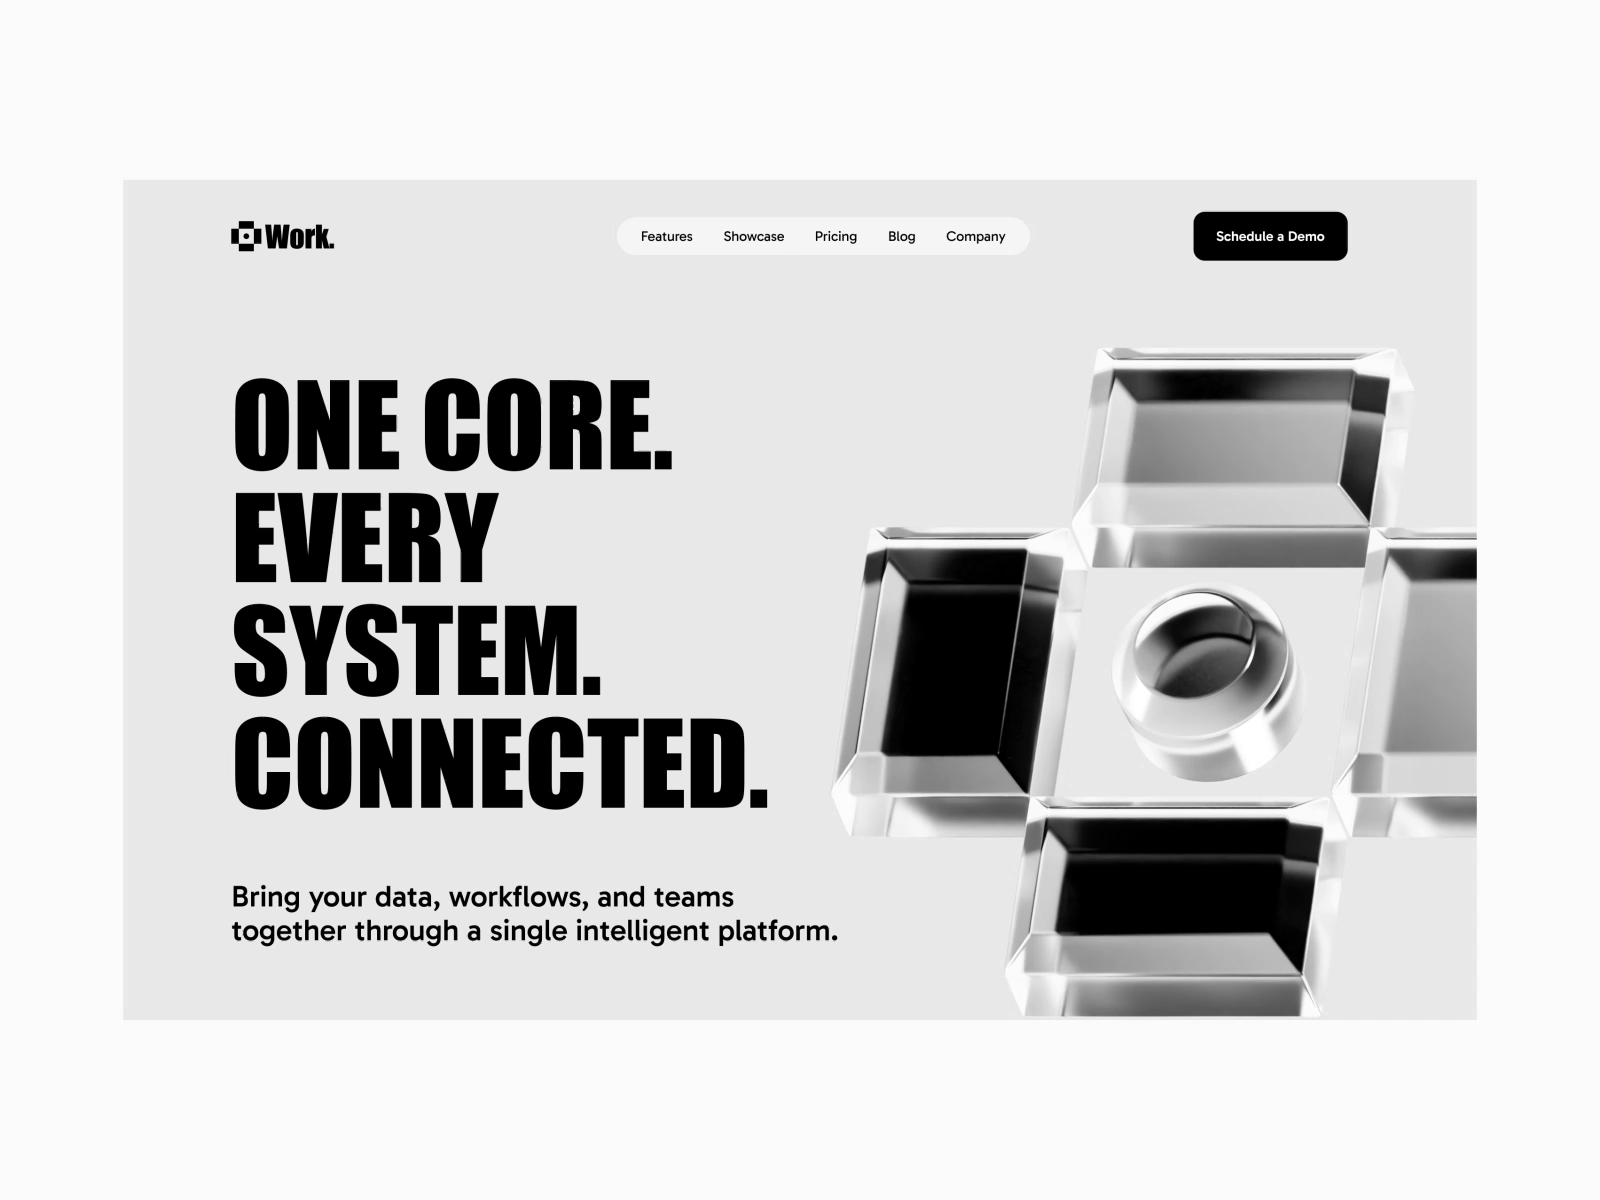 Work.
Features
Showcase
Pricing
Blog
Company
Schedule a Demo
ONE CORE.
EVERY
SYSTEM.
CONNECTED.
Bring your data, workflows, and teams
together through a single intelligent platform.